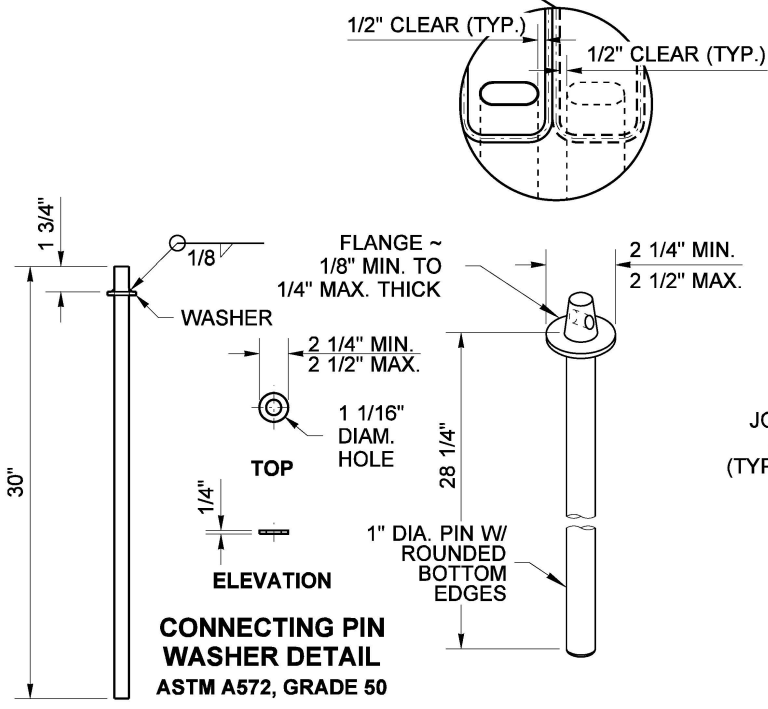 1/2" CLEAR (TYP.)
1/2" CLEAR (TYP.)
1 3/4"
1/8
WASHER
30"
2 1/4" MIN.
2 1/2" MAX.
1 1/16"
DIAM.
HOLE
TOP
1/4"
ELEVATION
CONNECTING PIN
WASHER DETAIL
ASTM A572, GRADE 50
FLANGE ~
1/8" MIN. TO
1/4" MAX. THICK
2 1/4" MIN.
2 1/2" MAX.
28 1/4"
1" DIA. PIN W/
ROUNDED
BOTTOM
EDGES